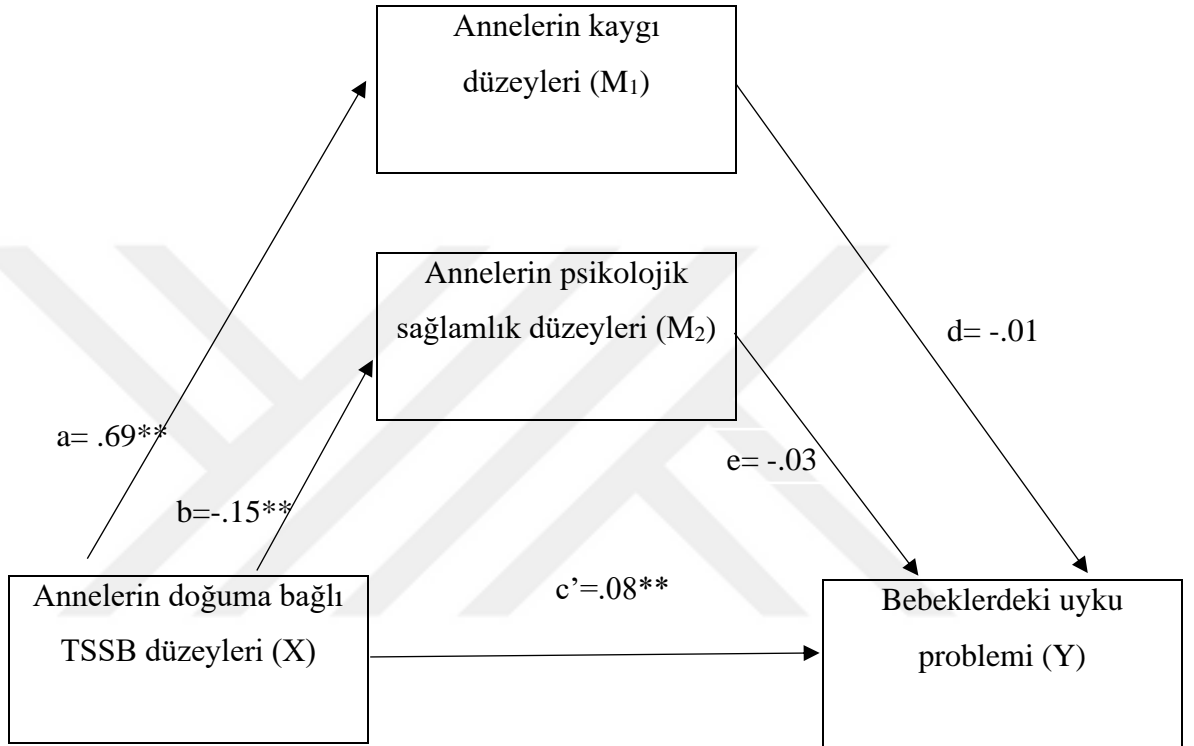 Annelerin kaygı
düzeyleri (M₁)
Annelerin psikolojik
sağlamlık düzeyleri (M₂)
d= -.01
a= .69**
e= -.03
b=-.15**
c’=.08**
Annelerin doğuma bağlı
TSSB düzeyleri (X)
Bebeklerdeki uyku
problemi (Y)